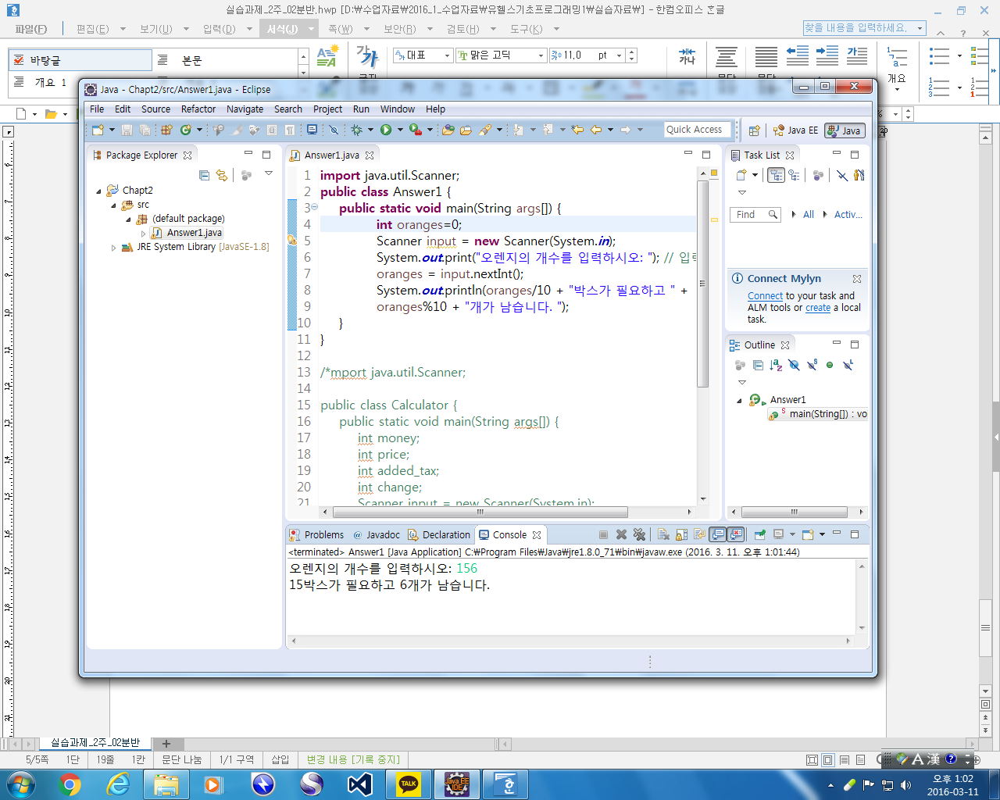 실습과제_2주_02분반.hwp [D:₩수업자료₩2016_1_수업자료₩유헬스기초프로그래밍1₩실습자료₩] - 한컴오피스 한글
파일(F) 편집(E) 보기(U) 입력(D) 서식(J) 쪽(W) 보안(R) 검토(H) 도구(K) 찾을 내용을 입력하세요.
바탕글 본문 대표 맑은 고딕 11,0 pt
개요 1 개요
Java - Chapt2/src/Answer1.java - Eclipse
File Edit Source Refactor Navigate Search Project Run Window Help
Quick Access Java EE Java
Package Explorer
Chapt2
src
(default package)
Answer1.java
JRE System Library [JavaSE-1.8]
Answer1.java
1 import java.util.Scanner;
2 public class Answer1 {
3 public static void main(String args[]) {
4 int oranges=0;
5 Scanner input = new Scanner(System.in);
6 System.out.print("오렌지의 개수를 입력하시오: "); // 입력
7 oranges = input.nextInt();
8 System.out.println(oranges/10 + "박스가 필요하고 " +
9 oranges%10 + "개가 남습니다. ");
10 }
11 }
12
13 /*mport java.util.Scanner;
14
15 public class Calculator {
16 public static void main(String args[]) {
17 int money;
18 int price;
19 int added_tax;
20 int change;
21 Scanner input = new Scanner(System.in);
Task List
Find All Activ...
Connect Mylyn
Connect to your task and
ALM tools or create a local
task.
Outline
Answer1
main(String[]) : vo
Problems Javadoc Declaration Console
<terminated> Answer1 [Java Application] C:₩Program Files₩Java₩jre1.8.0_71₩bin₩javaw.exe (2016. 3. 11. 오후 1:01:44)
오렌지의 개수를 입력하시오: 156
15박스가 필요하고 6개가 남습니다.
실습과제_2주_02분반
5/5쪽 1단 19줄 1칸 문단 나눔 1/1 구역 삽입 변경 내용 [기록 중지]
A 漢
TALK Java EE IDE
오후 1:02
2016-03-11